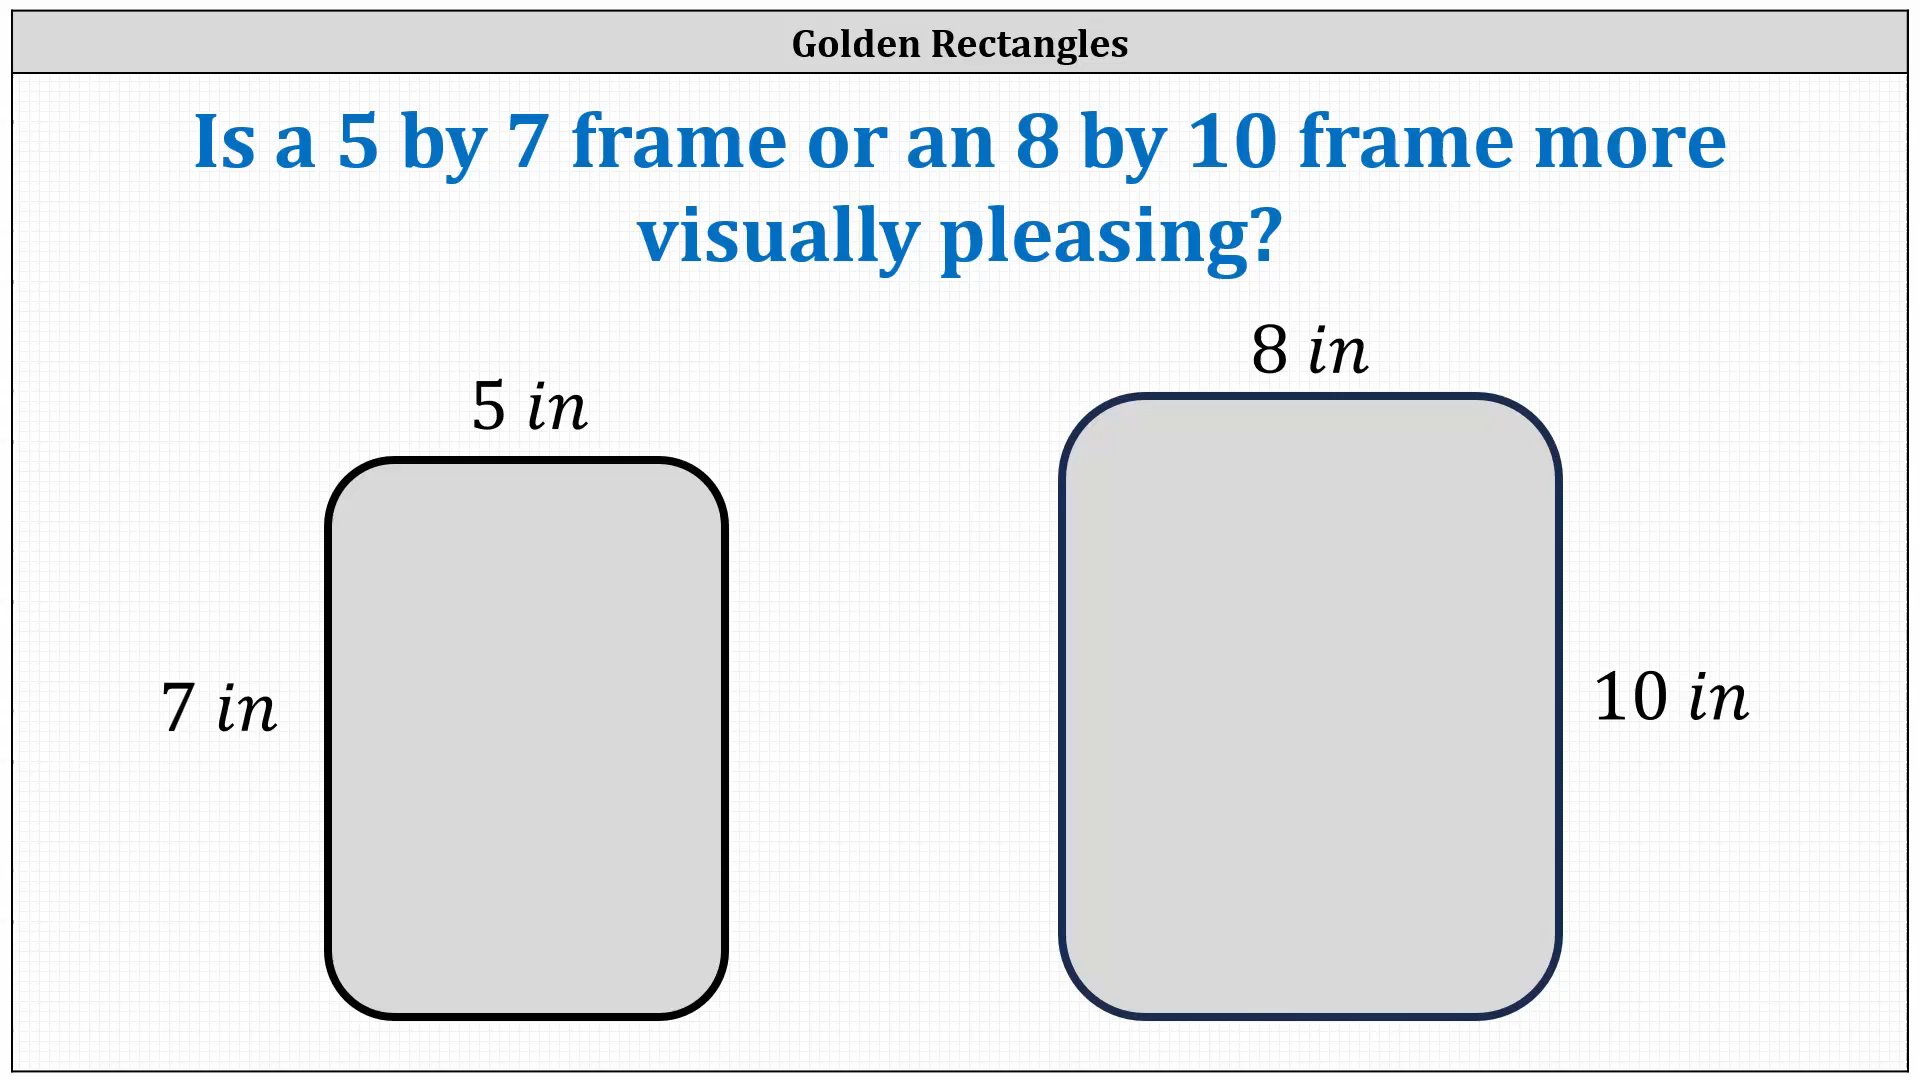 Golden Rectangles
Is a 5 by 7 frame or an 8 by 10 frame more
visually pleasing?
5 in
8 in
7 in
10 in